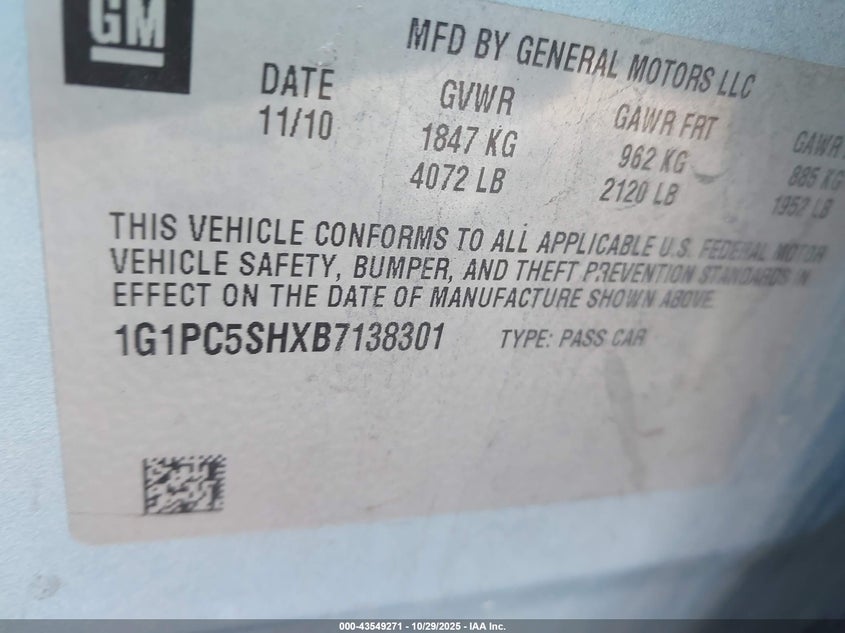 GM
MFD BY GENERAL MOTORS LLC
DATE GVWR GAWR FRT GAWR
11/10 1847 KG 962 KG 885 KG
4072 LB 2120 LB 1952 LB
THIS VEHICLE CONFORMS TO ALL APPLICABLE U.S. FEDERAL MOTOR
VEHICLE SAFETY, BUMPER, AND THEFT PREVENTION STANDARDS IN
EFFECT ON THE DATE OF MANUFACTURE SHOWN ABOVE
1G1PC5SHXB7138301 TYPE: PASS CAR
000-43549271 - 10/29/2025 - IAA Inc.